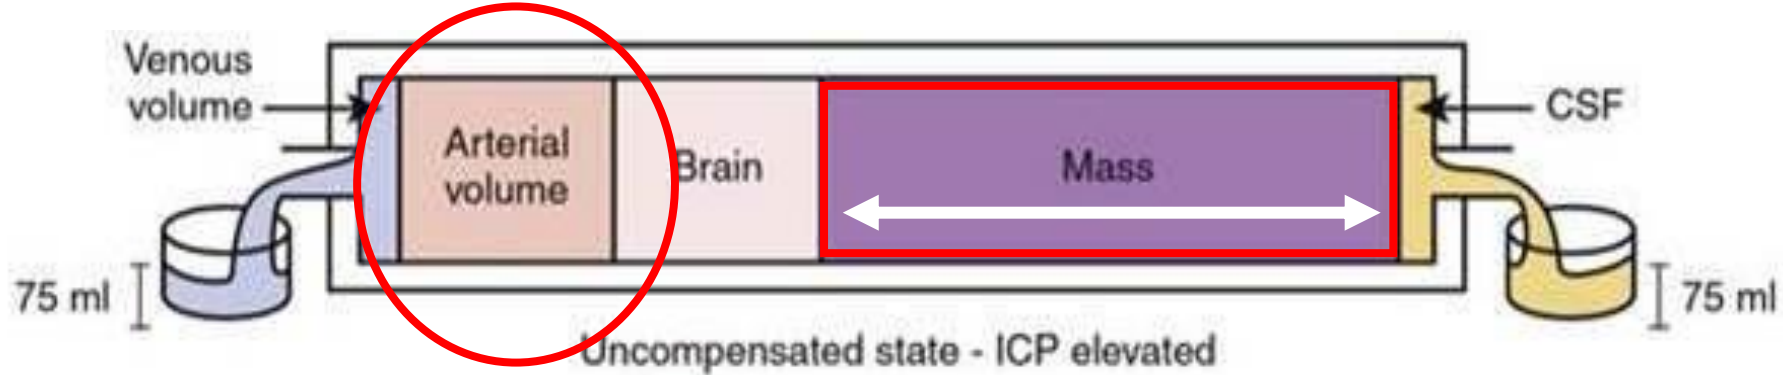 Venous
volume
Arterial
volume
Brain
Mass
CSF
75 ml
75 ml
Uncompensated state - ICP elevated